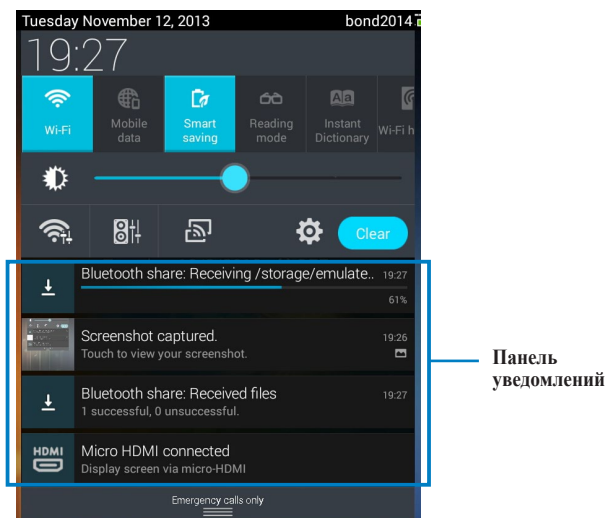 Tuesday November 12, 2013 bond2014
19:27
Wi-Fi
Mobile
data
Smart
saving
Reading
mode
Aa
Instant
Dictionary
Wi-Fi h
Clear
Bluetooth share: Receiving /storage/emulate.. 19:27
61%
Screenshot captured. 19:26
Touch to view your screenshot.
Bluetooth share: Received files 19:27
1 successful, 0 unsuccessful.
HDMI
Micro HDMI connected
Display screen via micro-HDMI
Emergency calls only
Панель
уведомлений